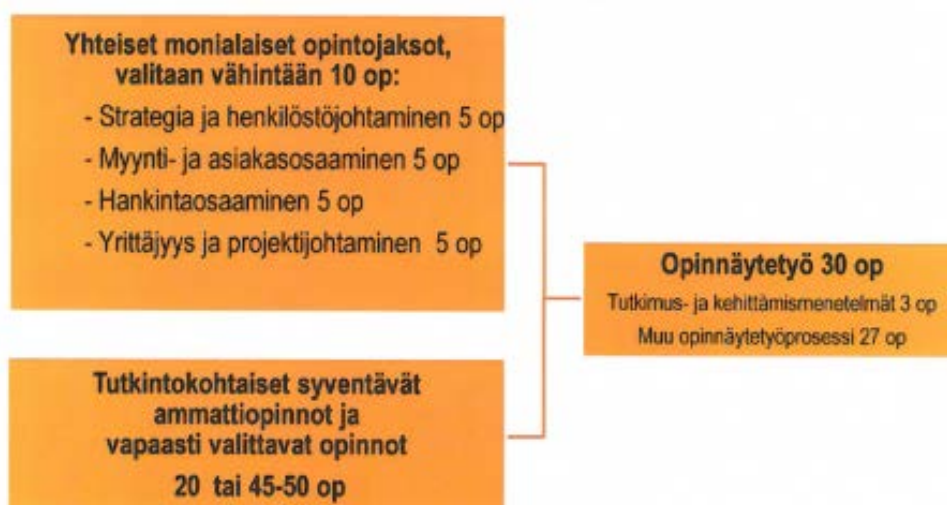 Yhteiset monialaiset opintojaksot,
valitaan vähintään 10 op:
- Strategia ja henkilöstöjohtaminen 5 op
- Myynti- ja asiakasosaaminen 5 op
- Hankintaosaaminen 5 op
- Yrittäjyys ja projektijohtaminen 5 op
Opinnäytetyö 30 op
Tutkimus- ja kehittämismenetelmät 3 op
Muu opinnäytetyöprosessi 27 op
Tutkintokohtaiset syventävät
ammattiopinnot ja
vapaasti valittavat opinnot
20 tai 45-50 op